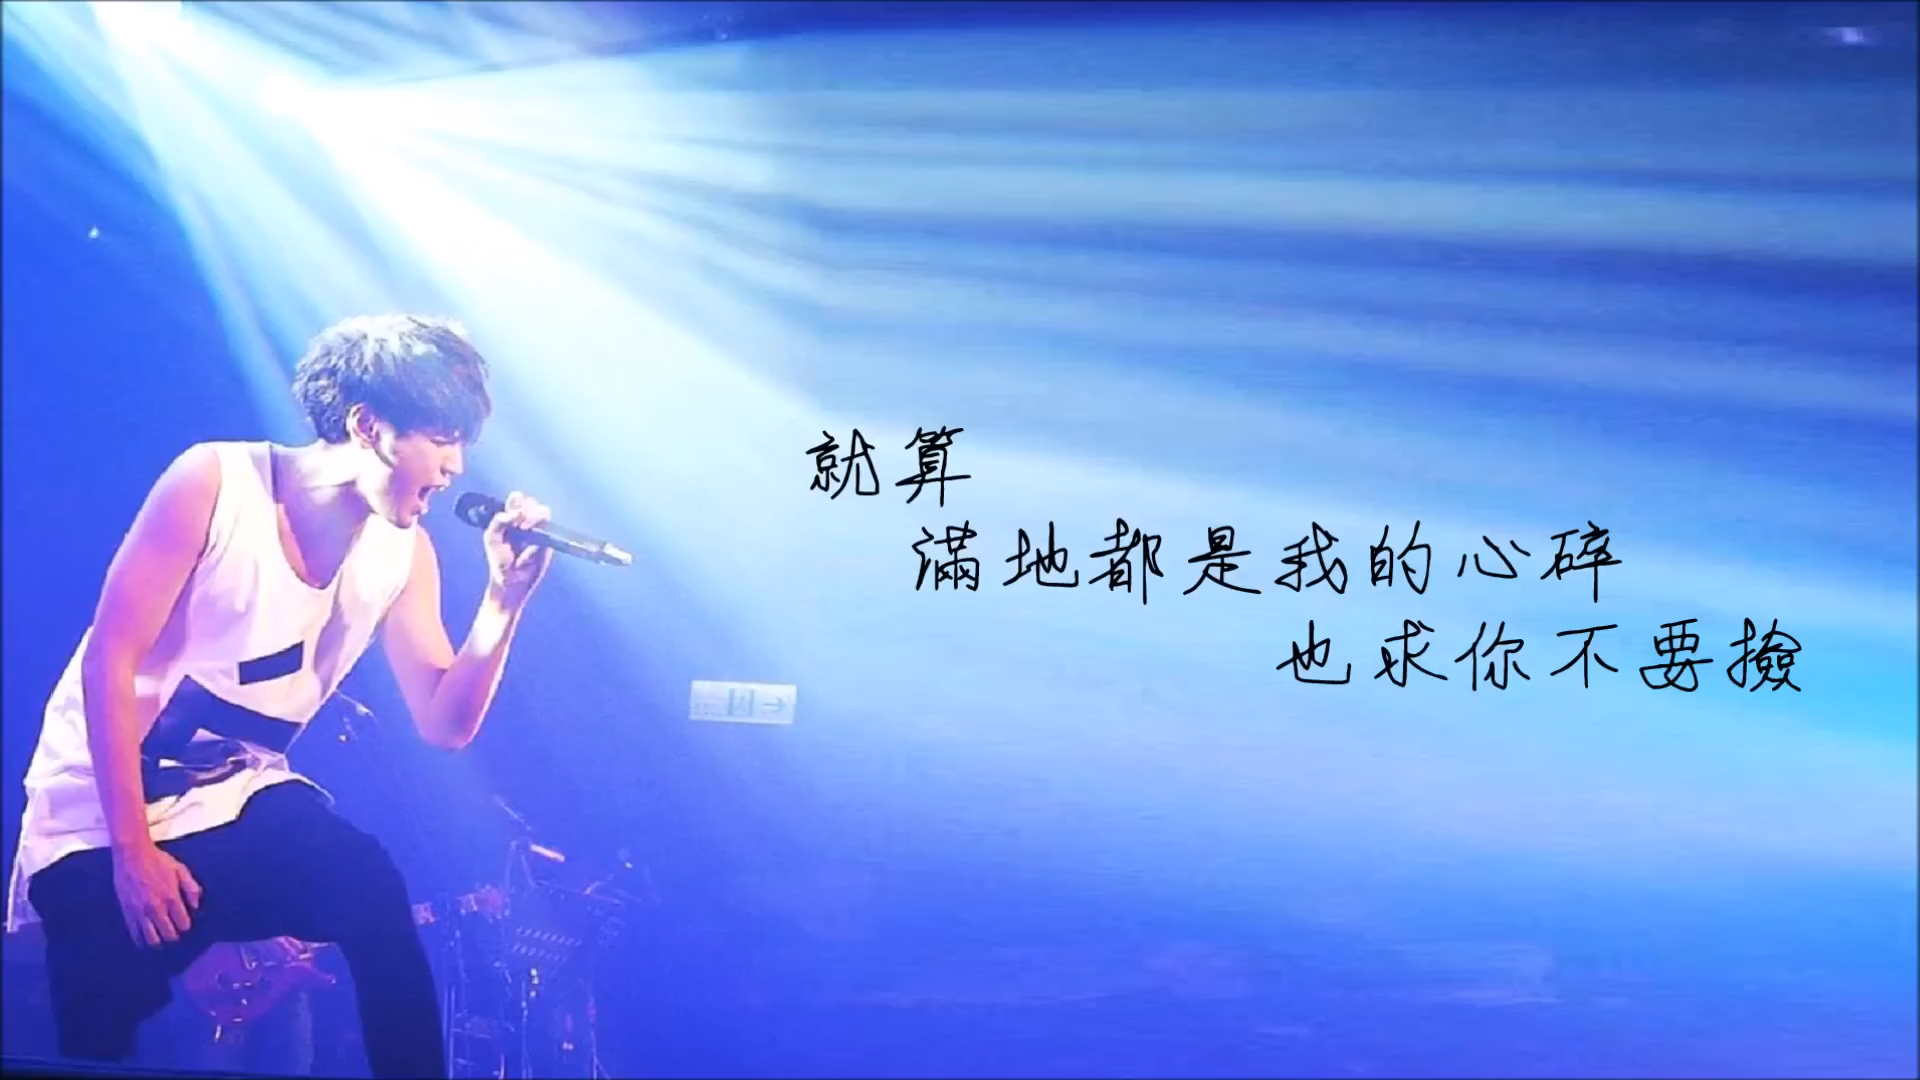 就算
滿地都是我的心碎
也求你不要撿